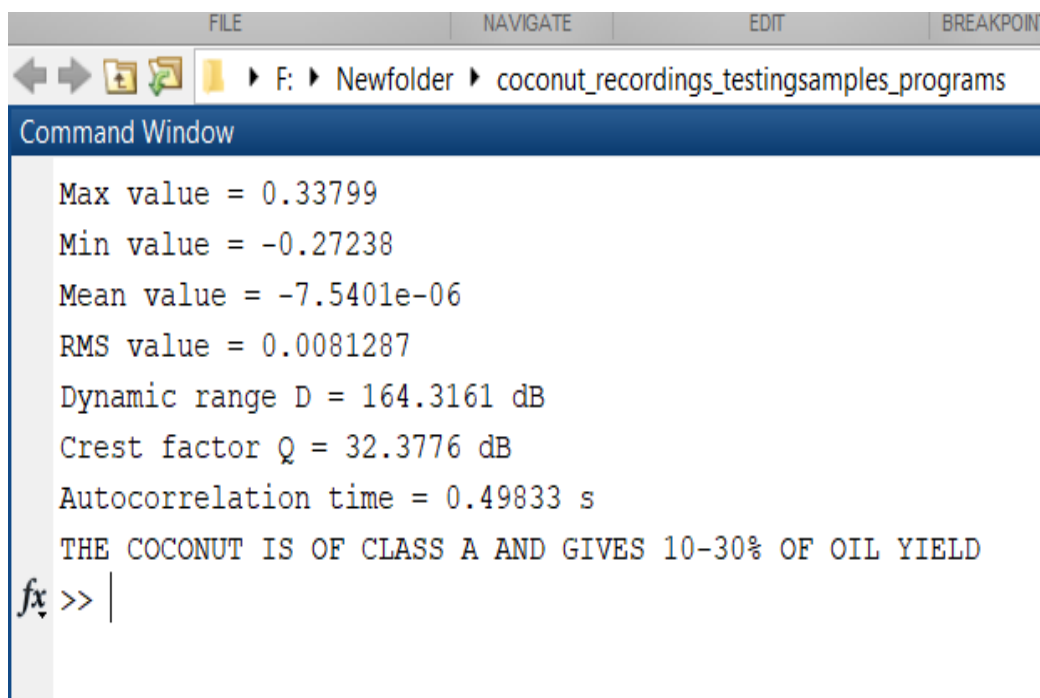 FILE NAVIGATE EDIT BREAKPOIN
F: Newfolder coconut_recordings_testingsamples_programs
Command Window
Max value = 0.33799
Min value = -0.27238
Mean value = -7.5401e-06
RMS value = 0.0081287
Dynamic range D = 164.3161 dB
Crest factor Q = 32.3776 dB
Autocorrelation time = 0.49833 s
THE COCONUT IS OF CLASS A AND GIVES 10-30% OF OIL YIELD
fx >>